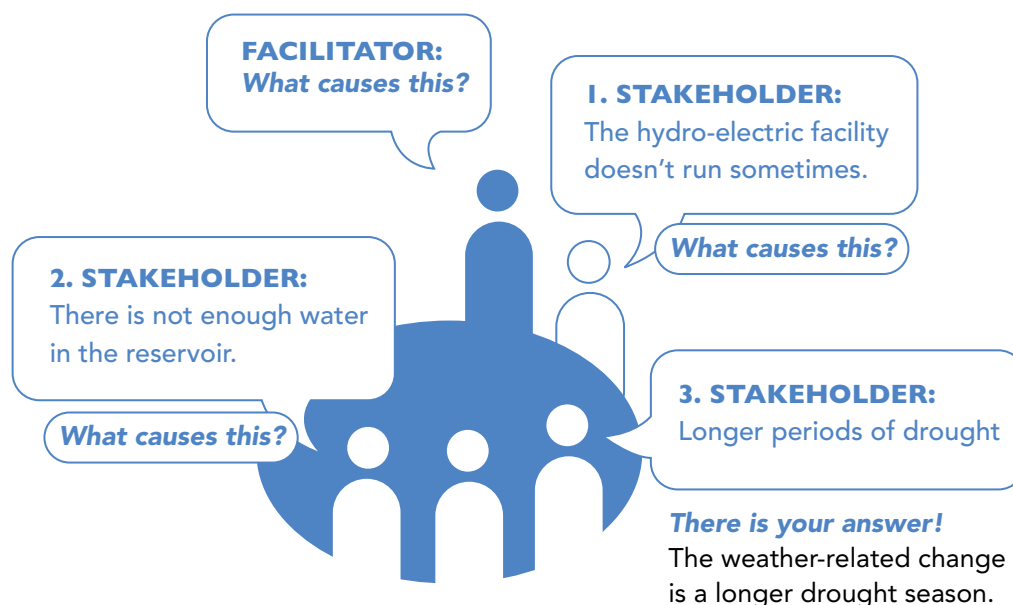 FACILITATOR:
What causes this?
1. STAKEHOLDER:
The hydro-electric facility
doesn’t run sometimes.
What causes this?
2. STAKEHOLDER:
There is not enough water
in the reservoir.
What causes this?
3. STAKEHOLDER:
Longer periods of drought
There is your answer!
The weather-related change
is a longer drought season.